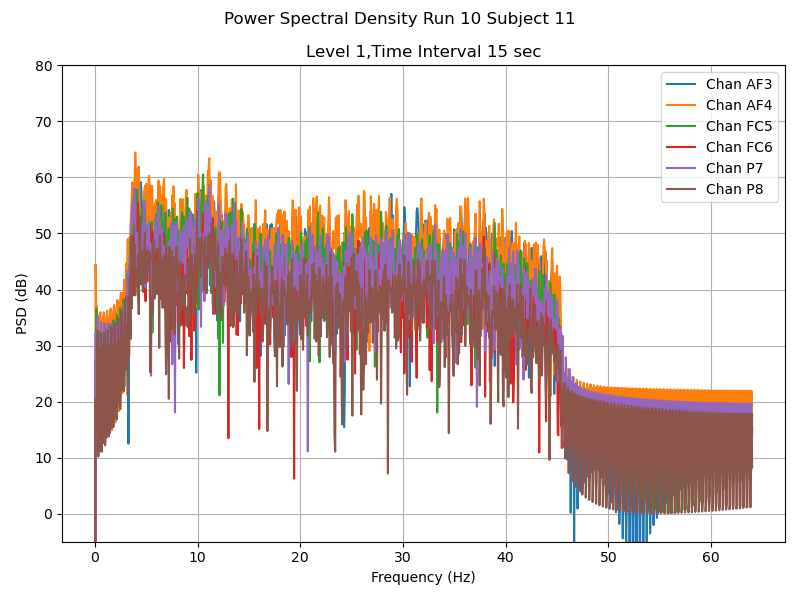 Power Spectral Density Run 10 Subject 11
Level 1,Time Interval 15 sec
80
70
60
50
40
30
20
10
0
PSD (dB)
Chan AF3
Chan AF4
Chan FC5
Chan FC6
Chan P7
Chan P8
0 10 20 30 40 50 60
Frequency (Hz)